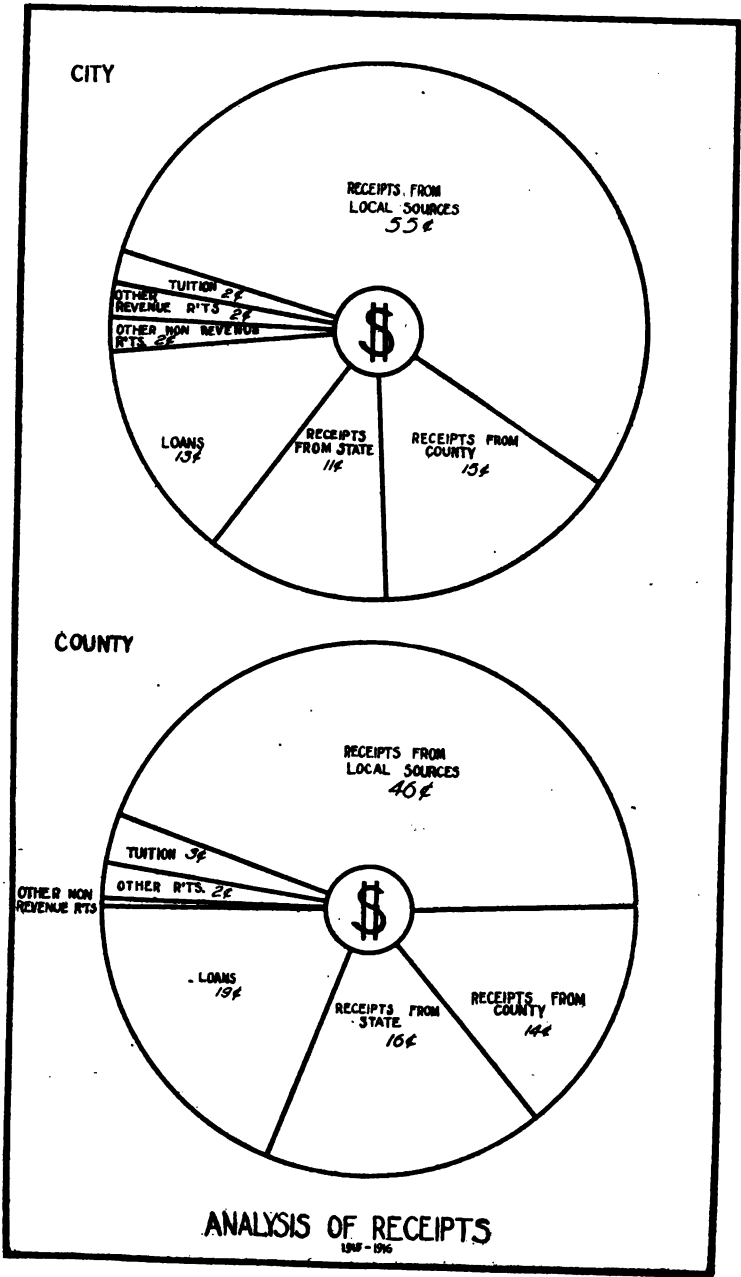 CITY
RECEIPTS FROM
LOCAL SOURCES
55¢
TUITION 2¢
OTHER
REVENUE R'TS 2¢
OTHER NON REVENUE
R'TS. 2¢
$
LOANS
13¢
RECEIPTS
FROM STATE
11¢
RECEIPTS FROM
COUNTY
15¢
COUNTY
RECEIPTS FROM
LOCAL SOURCES
46¢
TUITION 3¢
OTHER R'TS. 2¢
OTHER NON
REVENUE R'TS
$
LOANS
19¢
RECEIPTS FROM
STATE
16¢
RECEIPTS FROM
COUNTY
14¢
ANALYSIS OF RECEIPTS
1915-1916